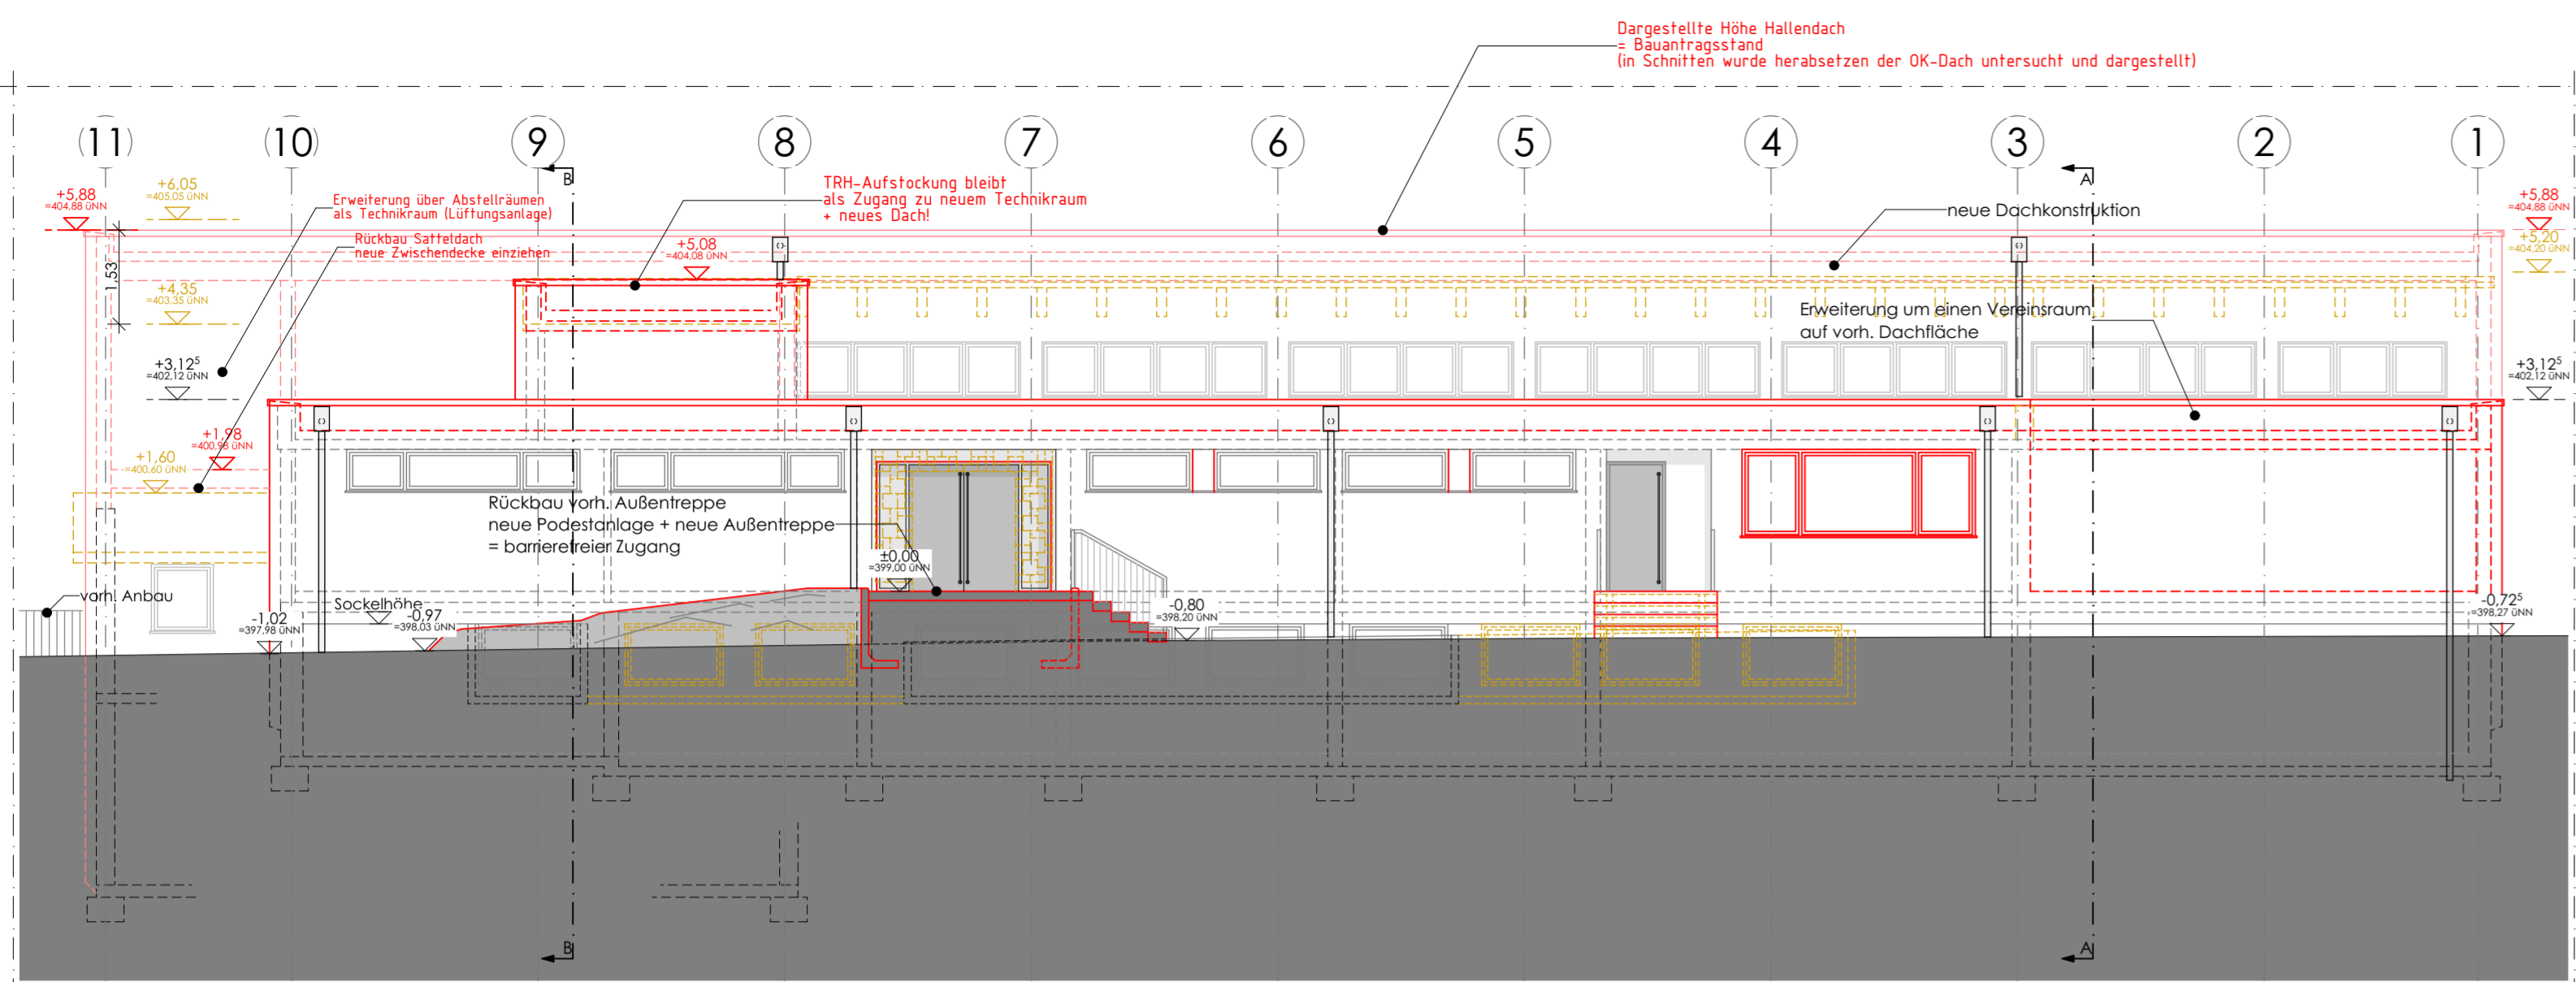 Dargestellte Höhe Hallendach
= Bauantragsstand
(in Schnitten wurde herabsetzen der OK-Dach untersucht und dargestellt)
11
10
9
8
7
6
5
4
3
2
1
B
A
+5,88
=404,88 üNN
+6,05
=405,05 üNN
Erweiterung über Abstellräumen
als Technikraum (Lüftungsanlage)
TRH-Aufstockung bleibt
als Zugang zu neuem Technikraum
+ neues Dach!
neue Dachkonstruktion
+5,88
=404,88 üNN
Rückbau Satteldach
neue Zwischendecke einziehen
+5,08
=404,08 üNN
+5,20
=404,20 üNN
1,53
+4,35
=403,35 üNN
Erweiterung um einen Vereinsraum
auf vorh. Dachfläche
+3,12⁵
=402,12 üNN
+3,12⁵
=402,12 üNN
+1,98
=400,98 üNN
+1,60
=400,60 üNN
Rückbau vorh. Außentreppe
neue Podestanlage + neue Außentreppe
= barrierefreier Zugang
±0,00
=399,00 üNN
vorh. Anbau
Sockelhöhe
-1,02
=397,98 üNN
-0,97
=398,03 üNN
-0,80
=398,20 üNN
-0,72⁵
=398,27 üNN
B
A